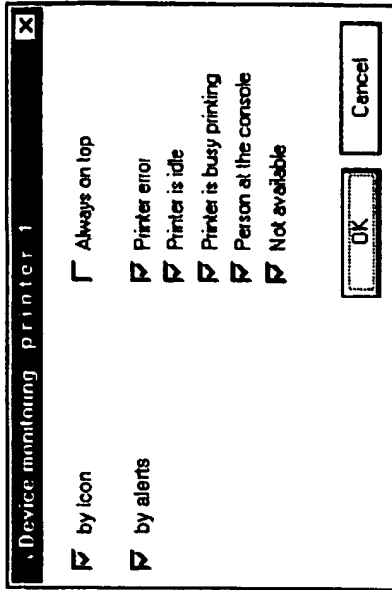 Device monitoring printer 1
by icon
Always on top
by alerts
Printer error
Printer is idle
Printer is busy printing
Person at the console
Not available
OK
Cancel